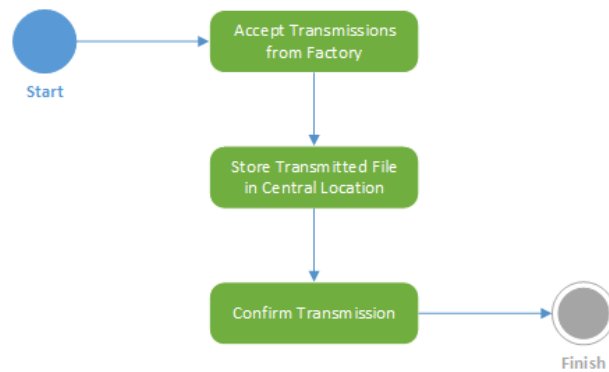 Accept Transmissions
from Factory
Start
Store Transmitted File
in Central Location
Confirm Transmission
Finish